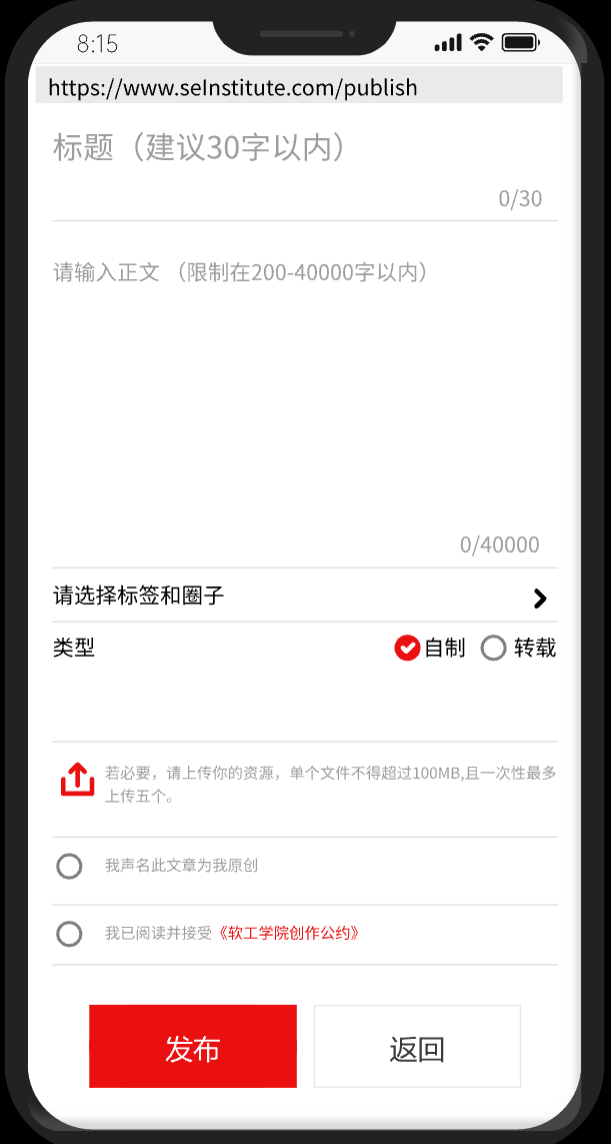 8:15
https://www.seInstitute.com/publish
标题（建议30字以内）
0/30
请输入正文 （限制在200-40000字以内）
0/40000
请选择标签和圈子
类型 自制 转载
若必要，请上传你的资源，单个文件不得超过100MB,且一次性最多
上传五个。
我声名此文章为我原创
我已阅读并接受《软工学院创作公约》
发布 返回